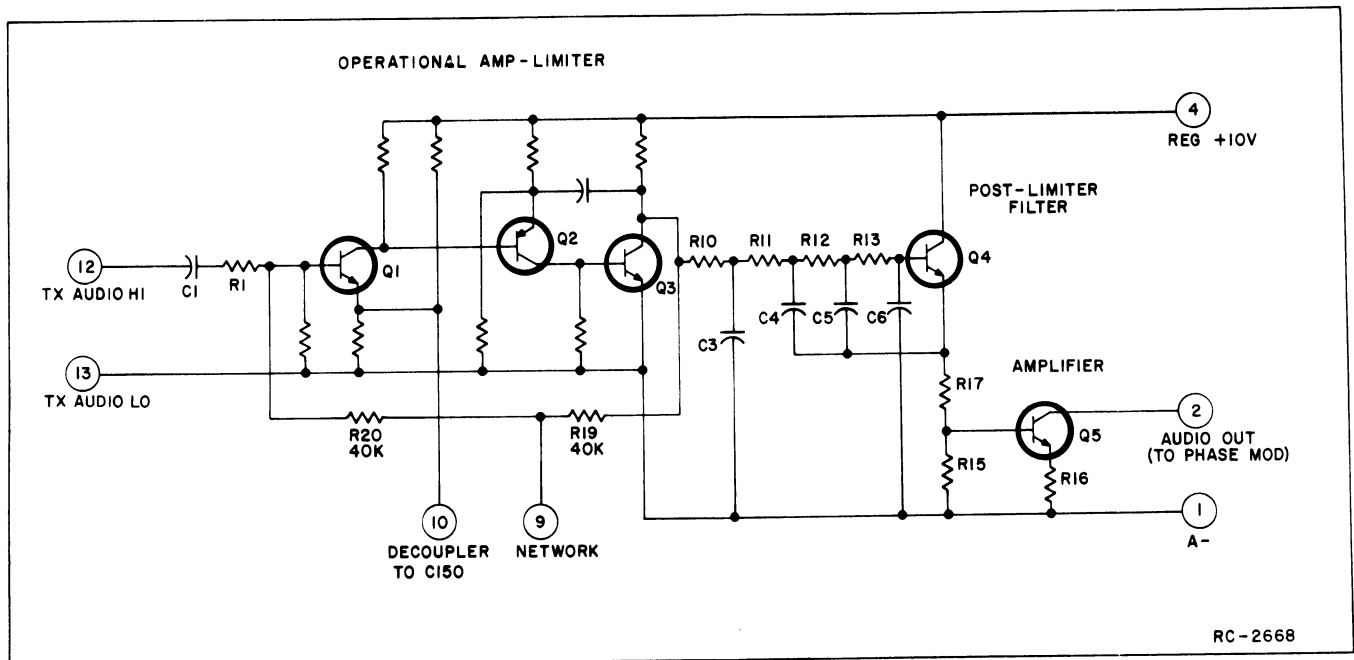 OPERATIONAL AMP-LIMITER
4
REG +10V
POST-LIMITER
FILTER
12
TX AUDIO HI
C1
R1
Q1
Q2
Q3
R10
R11
R12
R13
Q4
C3
C4
C5
C6
13
TX AUDIO LO
R20
40K
R19
40K
R17
AMPLIFIER
Q5
2
AUDIO OUT
(TO PHASE MOD)
R15
R16
10
DECOUPLER
TO C150
9
NETWORK
1
A-
RC-2668